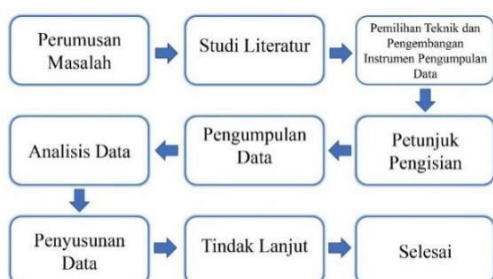 Perumusan
Masalah
Studi Literatur
Pemilihan Teknik dan
Pengembangan
Instrumen Pengumpulan
Data
Petunjuk
Pengisian
Pengumpulan
Data
Analisis Data
Penyusunan
Data
Tindak Lanjut
Selesai